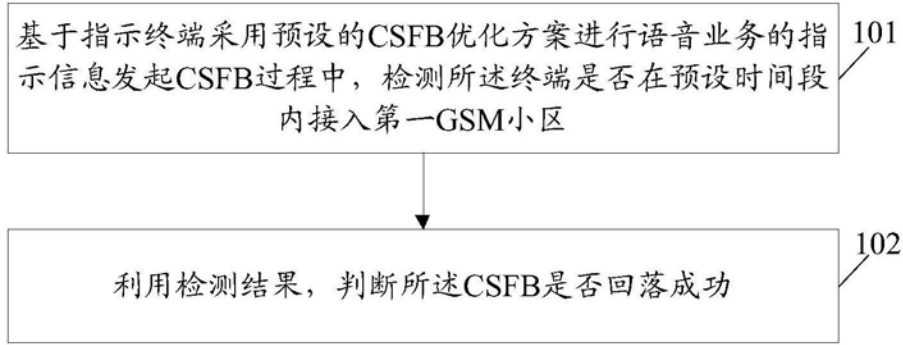 基于指示终端采用预设的CSFB优化方案进行语音业务的指
示信息发起CSFB过程中，检测所述终端是否在预设时间段
内接入第一GSM小区
101
利用检测结果，判断所述CSFB是否回落成功
102